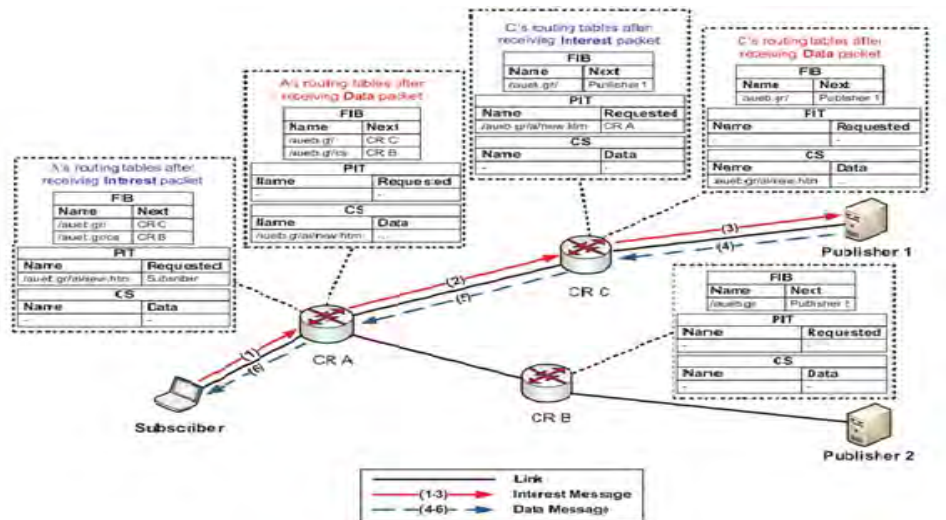 C's routing tables after
receiving Interest packet
FIB
Name Next
/aueb.gr/ Publisher 1
PIT
Name Requested
/aueb.gr/ai/new.htm CR A
CS
Name Data
- -
C's routing tables after
receiving Data packet
FIB
Name Next
/aueb.gr/ Publisher 1
PIT
Name Requested
- -
CS
Name Data
/aueb.gr/ai/new.htm ...
A's routing tables after
receiving Data packet
FIB
Name Next
/aueb.gr/ CR C
/aueb.gr/cs CR B
PIT
Name Requested
- -
CS
Name Data
/aueb.gr/ai/new.htm ...
A's routing tables after
receiving Interest packet
FIB
Name Next
/aueb.gr/ CR C
/aueb.gr/cs CR B
PIT
Name Requested
/aueb.gr/ai/new.htm Subscriber
CS
Name Data
- -
(3)
(4)
Publisher 1
CR C
(2)
(5)
CR A
(1)
(6)
Subscriber
FIB
Name Next
/aueb.gr
PIT
Name Requested
- -
CS
Name Data
- -
CR B
Publisher 2
Link
(1-3) Interest Message
(4-6) Data Message